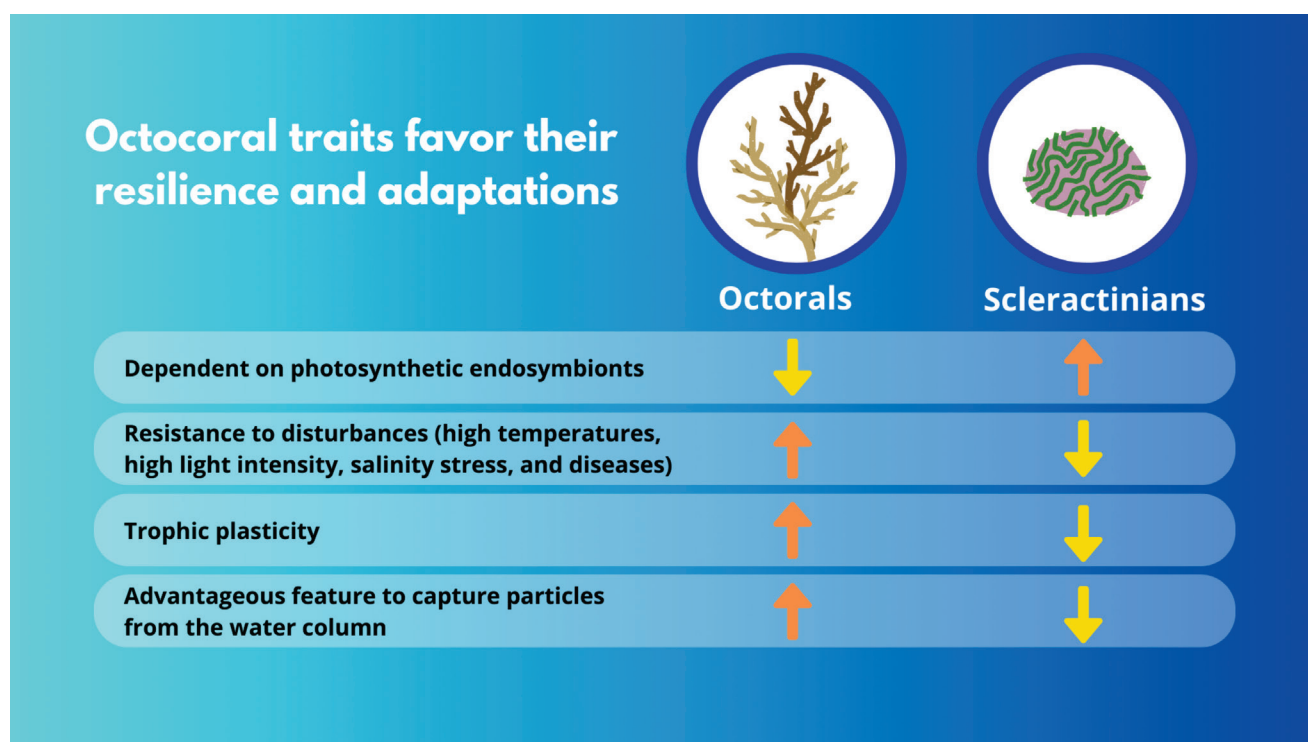 Octocoral traits favor their
resilience and adaptations
Octorals
Scleractinians
Dependent on photosynthetic endosymbionts
Resistance to disturbances (high temperatures,
high light intensity, salinity stress, and diseases)
Trophic plasticity
Advantageous feature to capture particles
from the water column